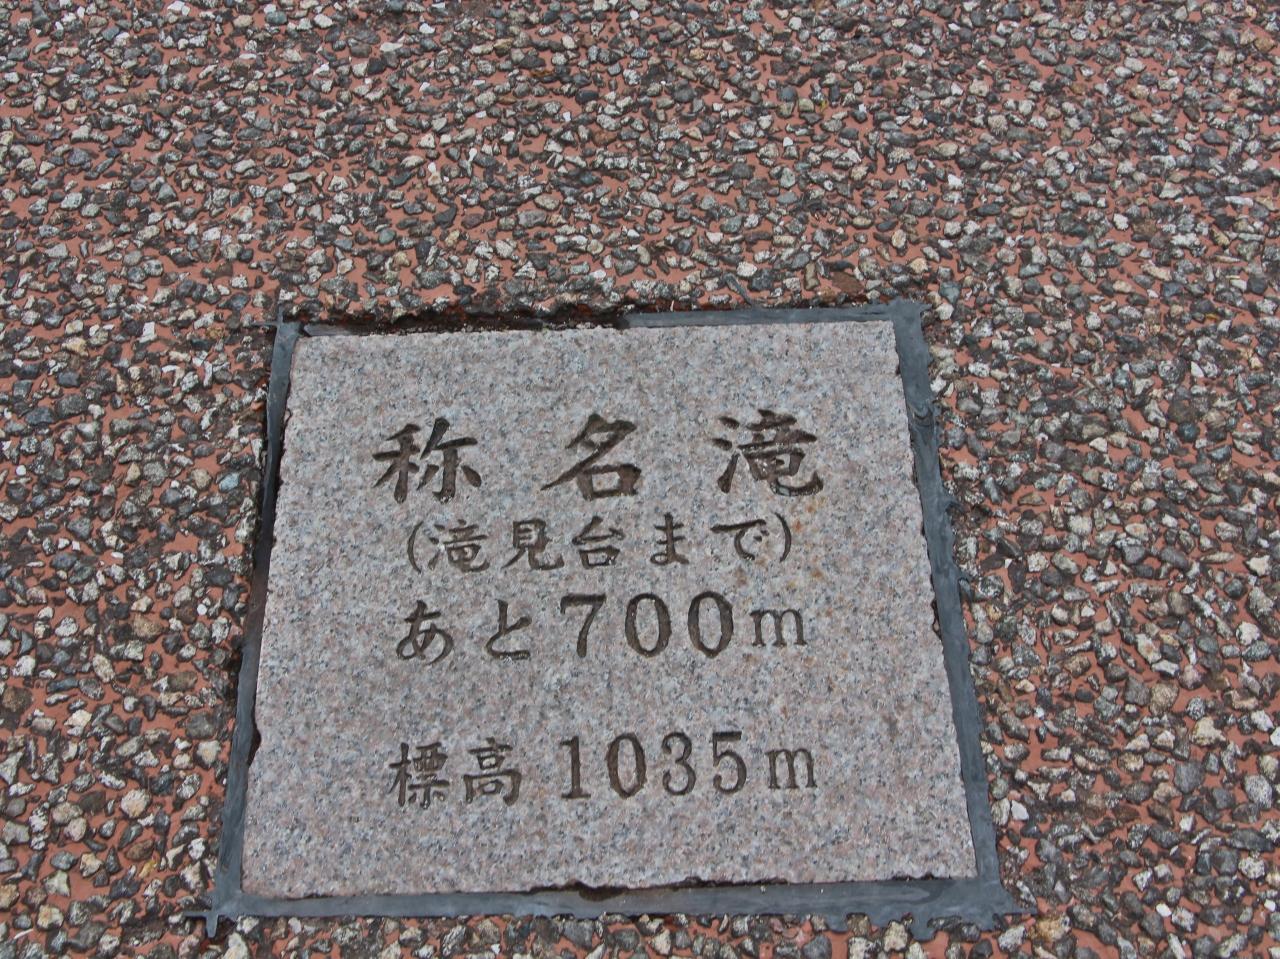 称名滝
(滝見台まで)
あと700m
標高1035m